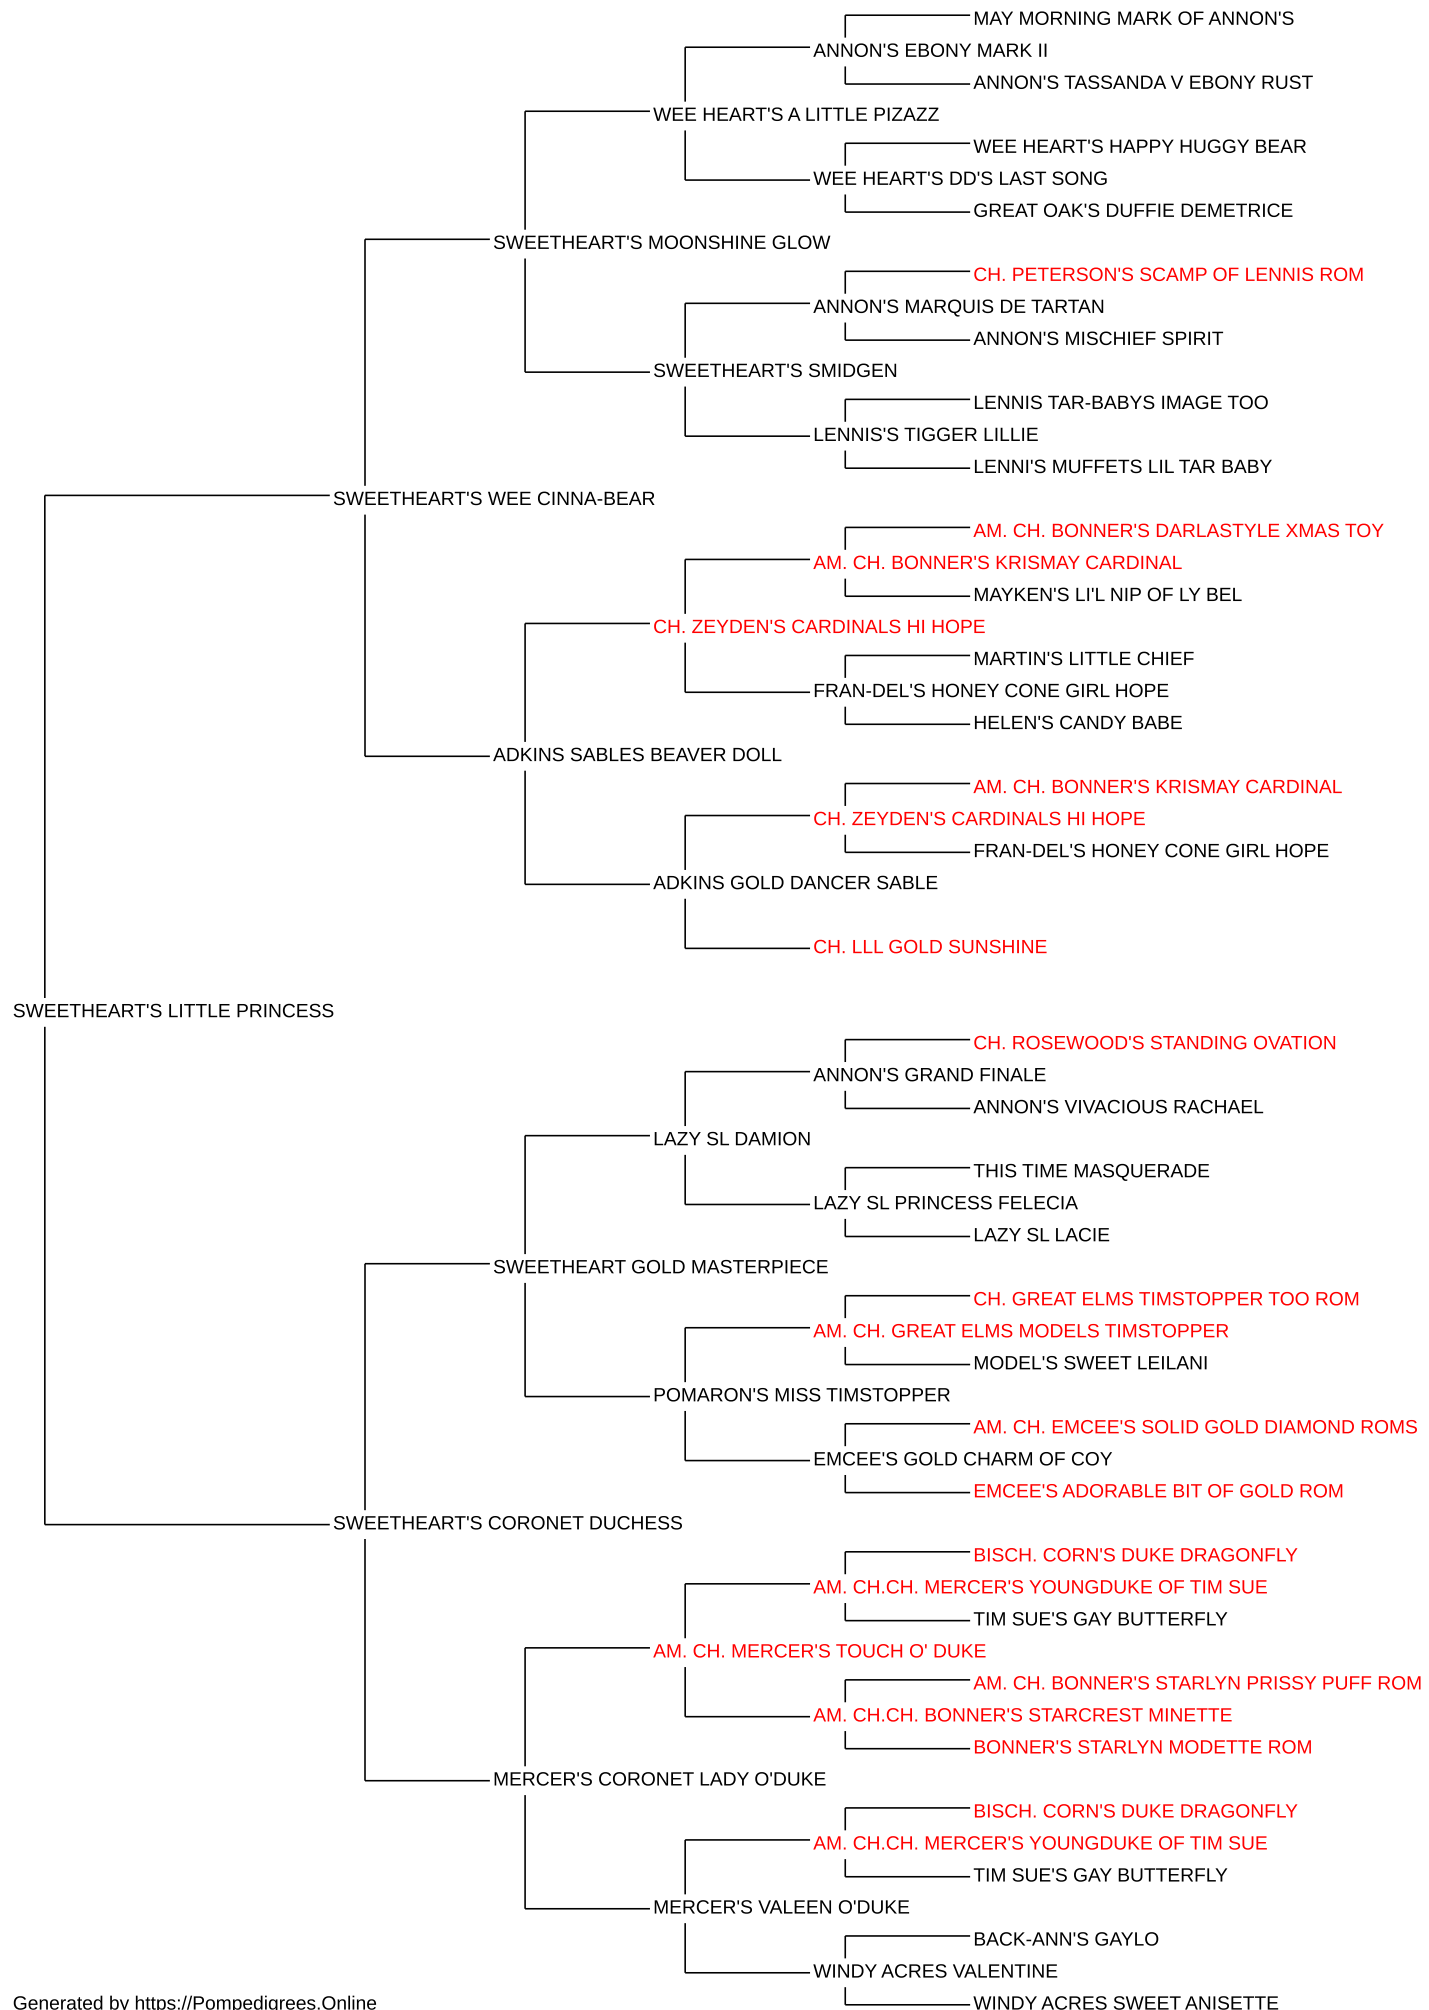 MAY MORNING MARK OF ANNON'S
ANNON'S EBONY MARK II
ANNON'S TASSANDA V EBONY RUST
WEE HEART'S A LITTLE PIZAZZ
WEE HEART'S HAPPY HUGGY BEAR
WEE HEART'S DD'S LAST SONG
GREAT OAK'S DUFFIE DEMETRICE
SWEETHEART'S MOONSHINE GLOW
CH. PETERSON'S SCAMP OF LENNIS ROM
ANNON'S MARQUIS DE TARTAN
ANNON'S MISCHIEF SPIRIT
SWEETHEART'S SMIDGEN
LENNIS TAR-BABYS IMAGE TOO
LENNIS'S TIGGER LILLIE
LENNI'S MUFFETS LIL TAR BABY
SWEETHEART'S WEE CINNA-BEAR
AM. CH. BONNER'S DARLASTYLE XMAS TOY
AM. CH. BONNER'S KRISMAY CARDINAL
MAYKEN'S LI'L NIP OF LY BEL
CH. ZEYDEN'S CARDINALS HI HOPE
MARTIN'S LITTLE CHIEF
FRAN-DEL'S HONEY CONE GIRL HOPE
HELEN'S CANDY BABE
ADKINS SABLES BEAVER DOLL
AM. CH. BONNER'S KRISMAY CARDINAL
CH. ZEYDEN'S CARDINALS HI HOPE
FRAN-DEL'S HONEY CONE GIRL HOPE
ADKINS GOLD DANCER SABLE
CH. LLL GOLD SUNSHINE
SWEETHEART'S LITTLE PRINCESS
CH. ROSEWOOD'S STANDING OVATION
ANNON'S GRAND FINALE
ANNON'S VIVACIOUS RACHAEL
LAZY SL DAMION
THIS TIME MASQUERADE
LAZY SL PRINCESS FELECIA
LAZY SL LACIE
SWEETHEART GOLD MASTERPIECE
CH. GREAT ELMS TIMSTOPPER TOO ROM
AM. CH. GREAT ELMS MODELS TIMSTOPPER
MODEL'S SWEET LEILANI
POMARON'S MISS TIMSTOPPER
AM. CH. EMCEE'S SOLID GOLD DIAMOND ROMS
EMCEE'S GOLD CHARM OF COY
EMCEE'S ADORABLE BIT OF GOLD ROM
SWEETHEART'S CORONET DUCHESS
BISCH. CORN'S DUKE DRAGONFLY
AM. CH.CH. MERCER'S YOUNGDUKE OF TIM SUE
TIM SUE'S GAY BUTTERFLY
AM. CH. MERCER'S TOUCH O' DUKE
AM. CH. BONNER'S STARLYN PRISSY PUFF ROM
AM. CH.CH. BONNER'S STARCREST MINETTE
BONNER'S STARLYN MODETTE ROM
MERCER'S CORONET LADY O'DUKE
BISCH. CORN'S DUKE DRAGONFLY
AM. CH.CH. MERCER'S YOUNGDUKE OF TIM SUE
TIM SUE'S GAY BUTTERFLY
MERCER'S VALEEN O'DUKE
BACK-ANN'S GAYLO
WINDY ACRES VALENTINE
WINDY ACRES SWEET ANISETTE
Generated by https://Pompedigrees.Online